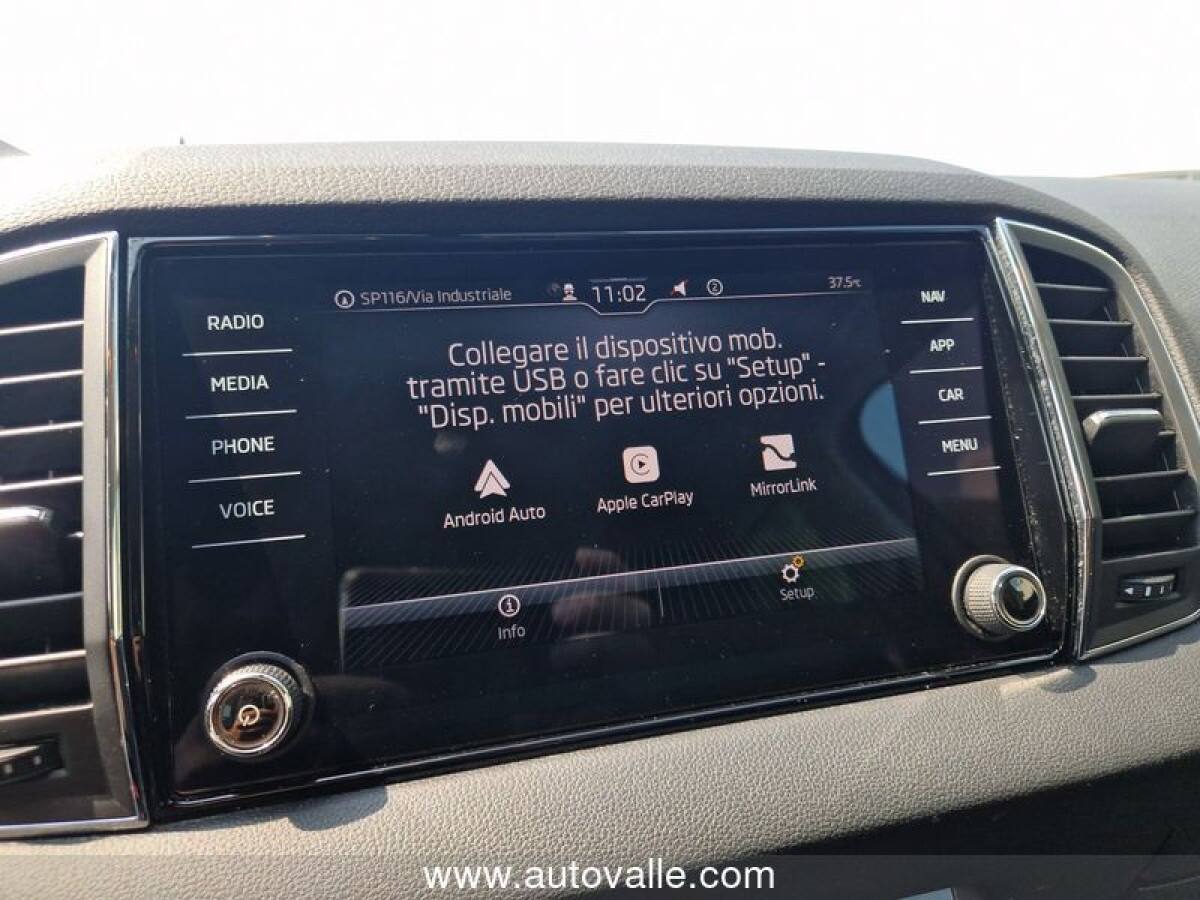 SP116/Via Industriale
11:02
2
37.5°C
RADIO
MEDIA
PHONE
VOICE
Collegare il dispositivo mob.
tramite USB o fare clic su "Setup" -
"Disp. mobili" per ulteriori opzioni.
Android Auto
Apple CarPlay
MirrorLink
Info
Setup
NAV
APP
CAR
MENU
www.autovalle.com